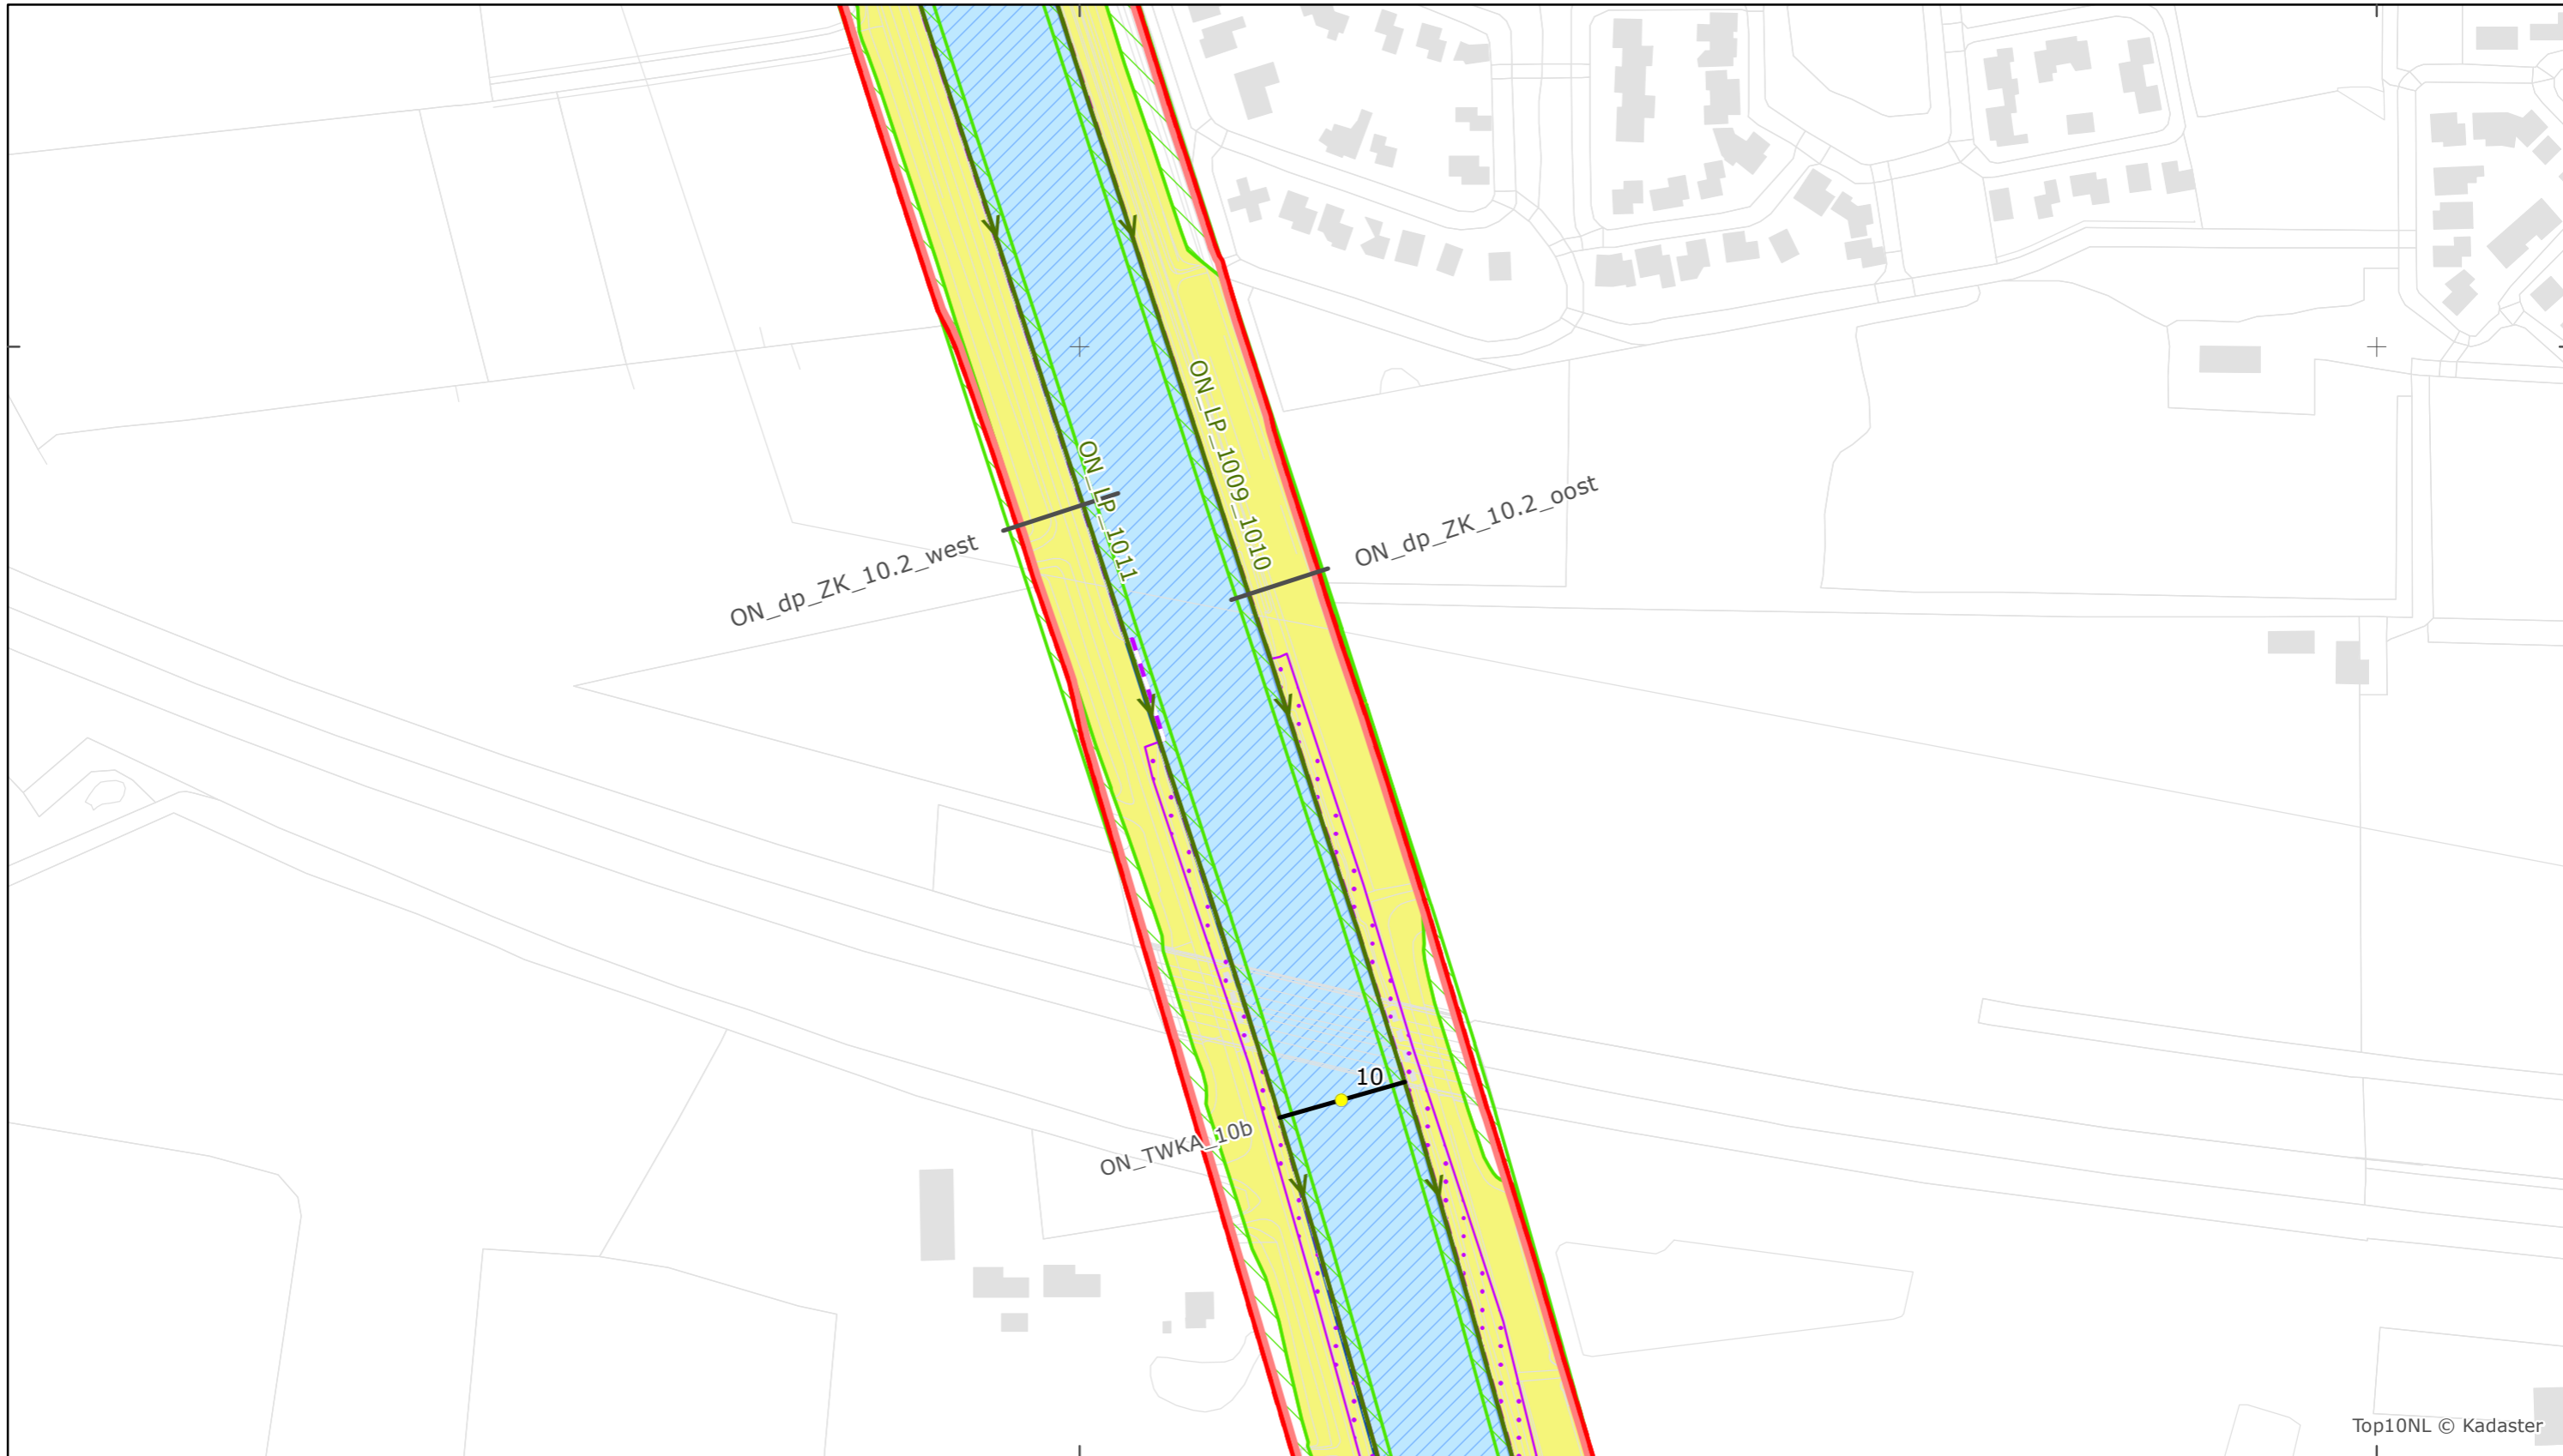 ON_LP_1009_1010
ON_LP_1011
ON_dp_ZK_10.2_oost
ON_dp_ZK_10.2_west
10
ON_TWKA_10b
Top10NL © Kadaster